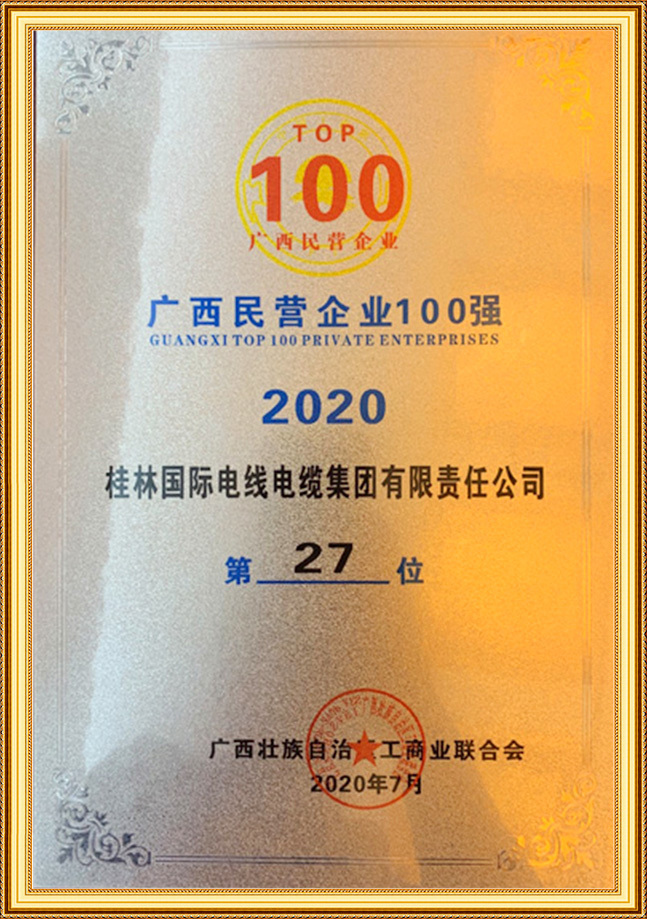 TOP
100
广西民营企业
广西民营企业100强
GUANGXI TOP 100 PRIVATE ENTERPRISES
2020
桂林国际电线电缆集团有限责任公司
第 27 位
广西壮族自治 工商业联合会
2020年7月